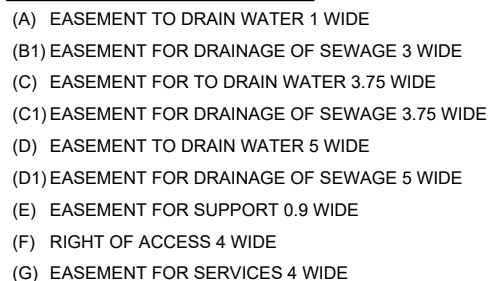 (A) EASEMENT TO DRAIN WATER 1 WIDE
(B1) EASEMENT FOR DRAINAGE OF SEWAGE 3 WIDE
(C) EASEMENT FOR TO DRAIN WATER 3.75 WIDE
(C1) EASEMENT FOR DRAINAGE OF SEWAGE 3.75 WIDE
(D) EASEMENT TO DRAIN WATER 5 WIDE
(D1) EASEMENT FOR DRAINAGE OF SEWAGE 5 WIDE
(E) EASEMENT FOR SUPPORT 0.9 WIDE
(F) RIGHT OF ACCESS 4 WIDE
(G) EASEMENT FOR SERVICES 4 WIDE